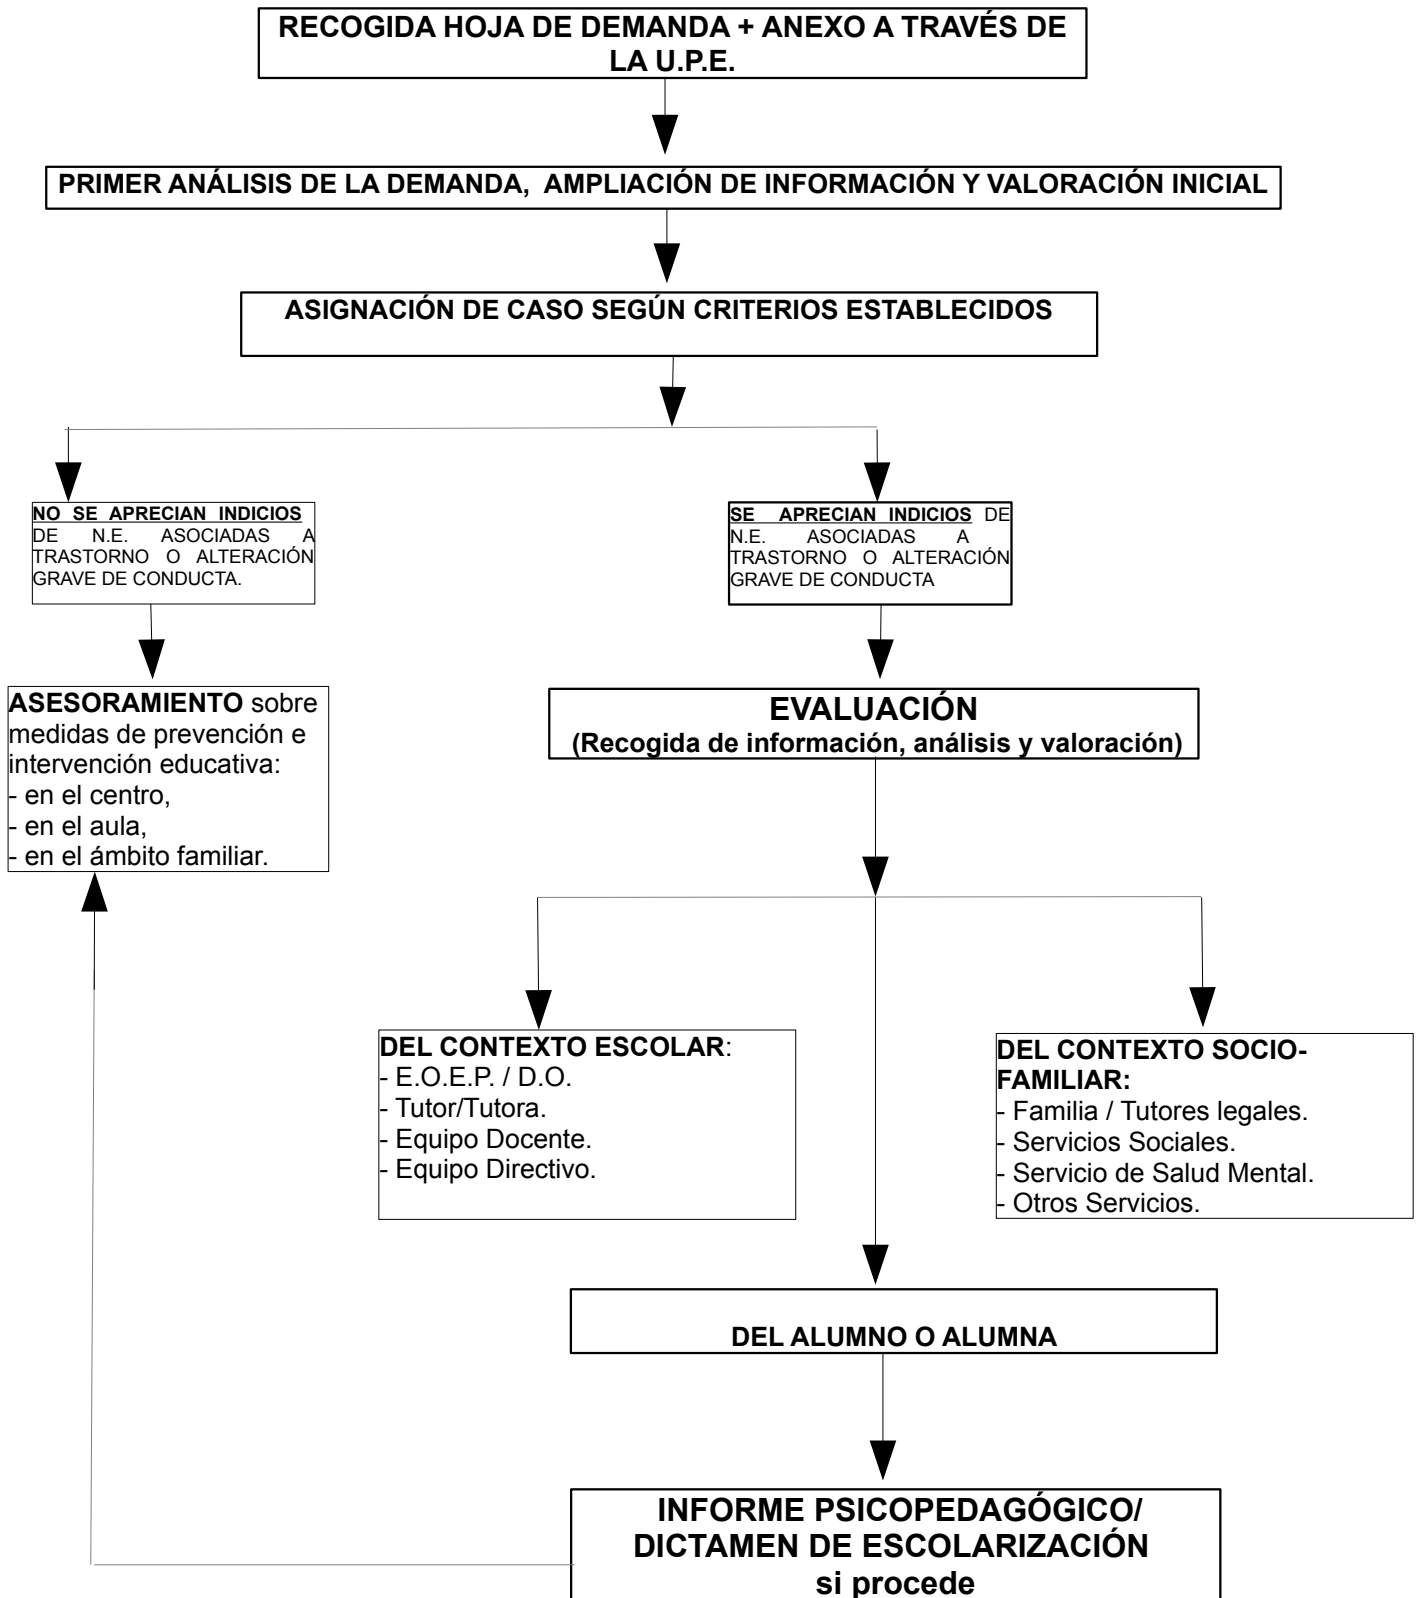 RECOGIDA HOJA DE DEMANDA + ANEXO A TRAVÉS DE
LA U.P.E.
PRIMER ANÁLISIS DE LA DEMANDA, AMPLIACIÓN DE INFORMACIÓN Y VALORACIÓN INICIAL
ASIGNACIÓN DE CASO SEGÚN CRITERIOS ESTABLECIDOS
NO SE APRECIAN INDICIOS
DE N.E. ASOCIADAS A
TRASTORNO O ALTERACIÓN
GRAVE DE CONDUCTA.
SE APRECIAN INDICIOS DE
N.E. ASOCIADAS A
TRASTORNO O ALTERACIÓN
GRAVE DE CONDUCTA
ASESORAMIENTO sobre
medidas de prevención e
intervención educativa:
- en el centro,
- en el aula,
- en el ámbito familiar.
EVALUACIÓN
(Recogida de información, análisis y valoración)
DEL CONTEXTO ESCOLAR:
- E.O.E.P. / D.O.
- Tutor/Tutora.
- Equipo Docente.
- Equipo Directivo.
DEL CONTEXTO SOCIO-
FAMILIAR:
- Familia / Tutores legales.
- Servicios Sociales.
- Servicio de Salud Mental.
- Otros Servicios.
DEL ALUMNO O ALUMNA
INFORME PSICOPEDAGÓGICO/
DICTAMEN DE ESCOLARIZACIÓN
si procede